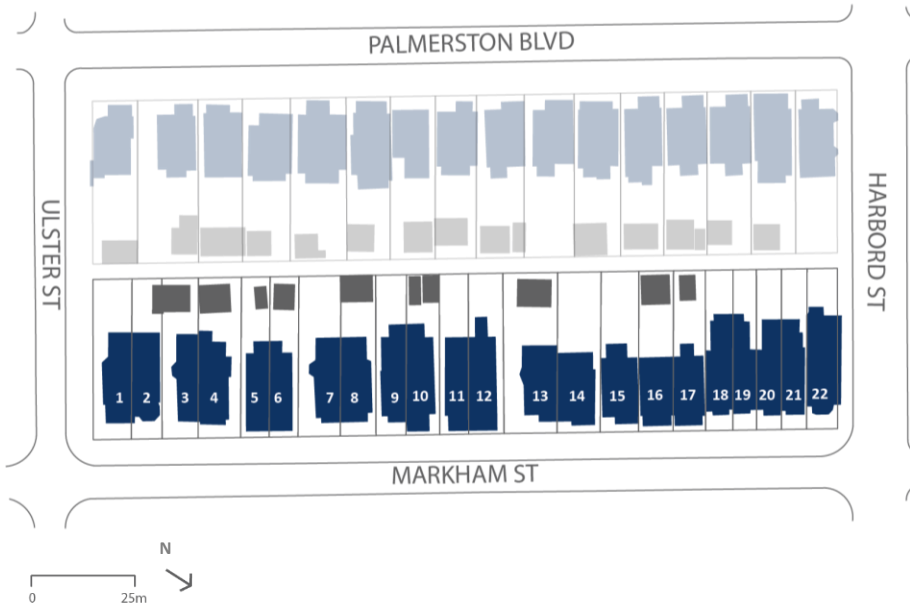 PALMERSTON BLVD
ULSTER ST
HARBORD ST
1 2 3 4 5 6 7 8 9 10 11 12 13 14 15 16 17 18 19 20 21 22
MARKHAM ST
N
0 25m